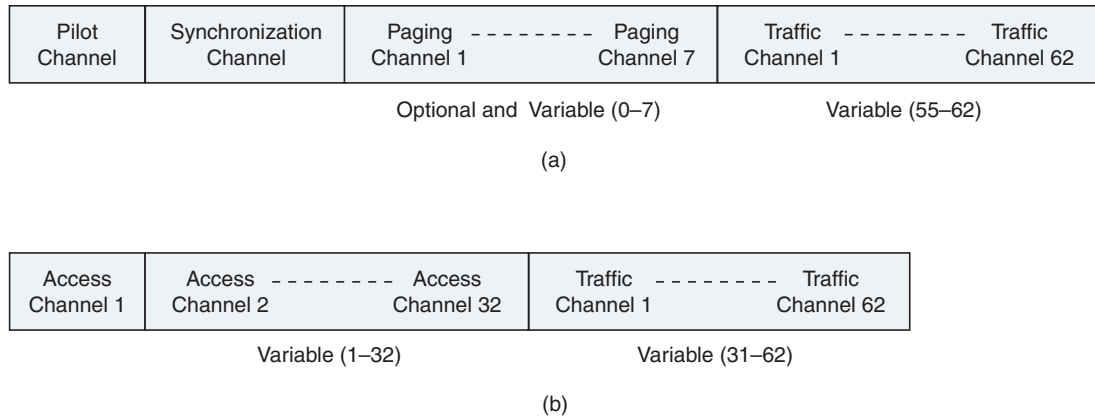 Pilot Channel
Synchronization Channel
Paging Channel 1
Paging Channel 7
Traffic Channel 1
Traffic Channel 62
Optional and Variable (0–7)
Variable (55–62)
(a)
Access Channel 1
Access Channel 2
Access Channel 32
Traffic Channel 1
Traffic Channel 62
Variable (1–32)
Variable (31–62)
(b)